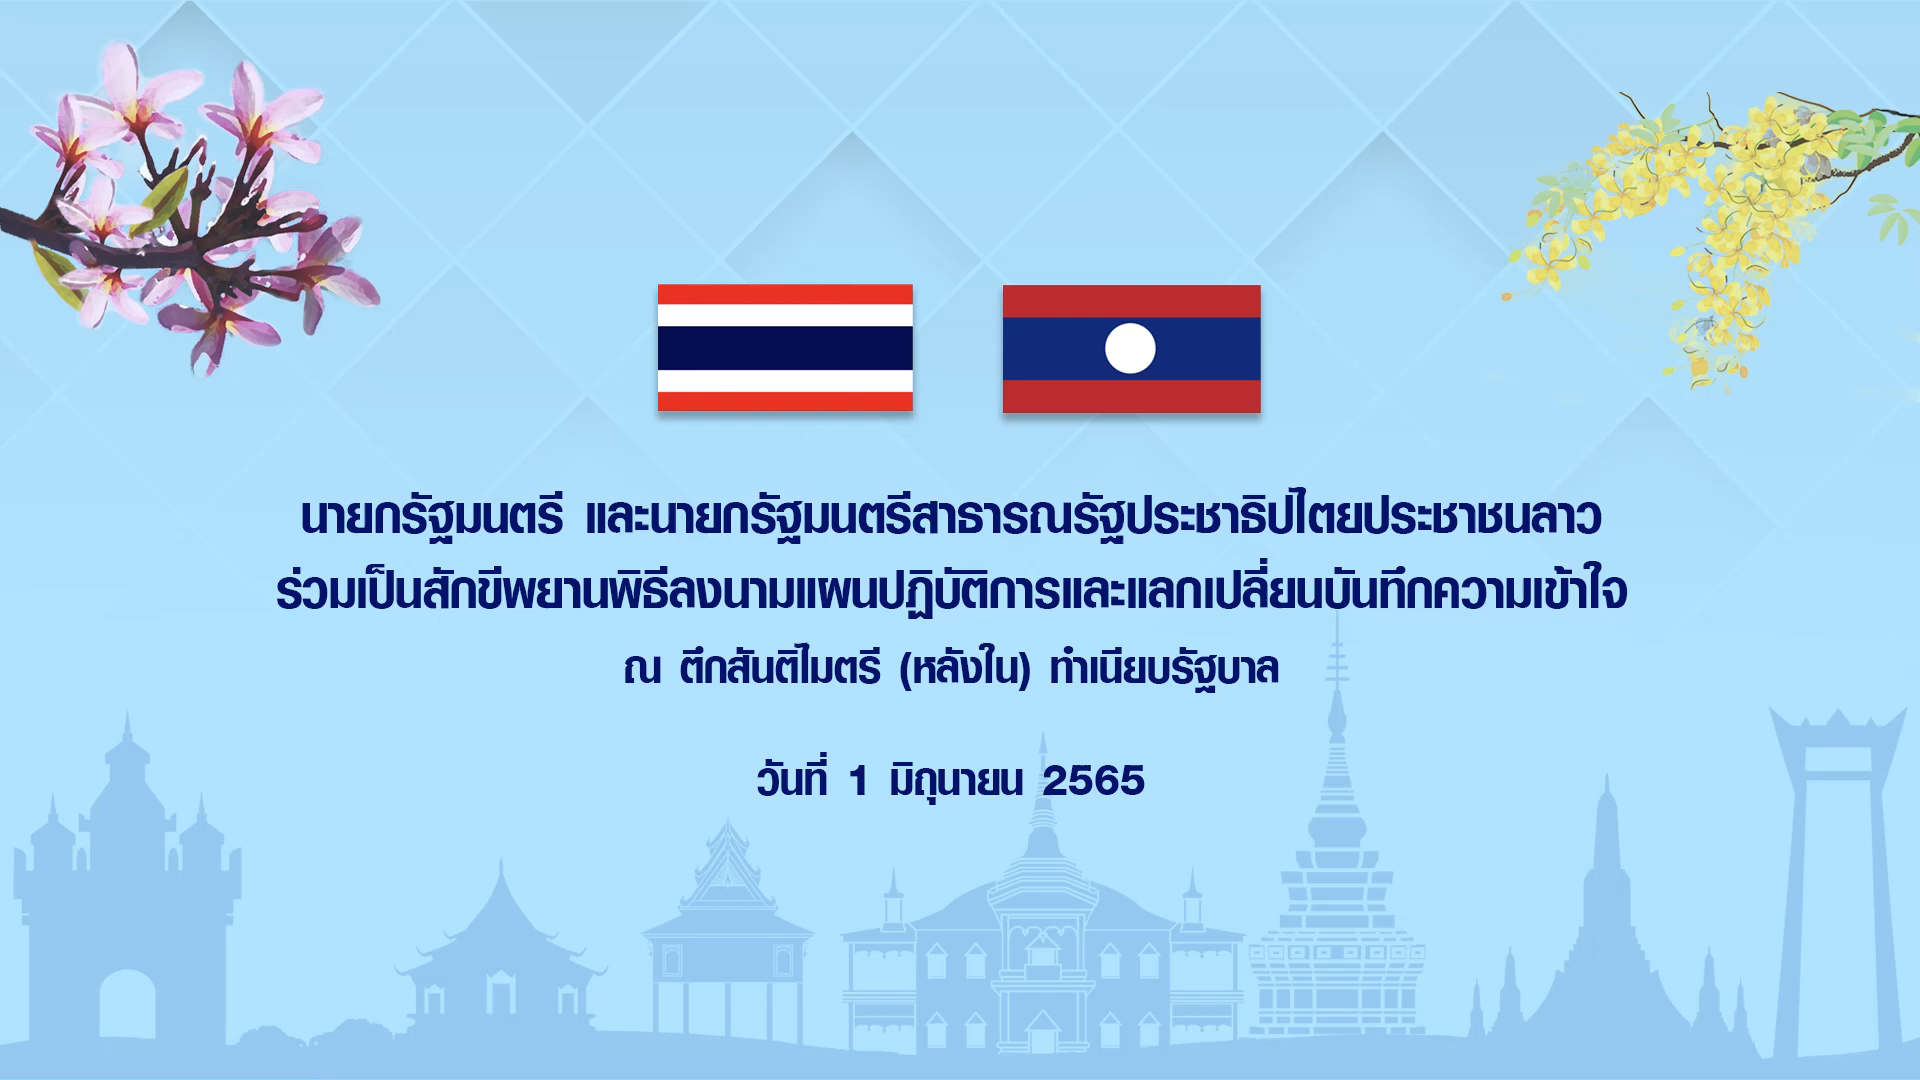 นายกรัฐมนตรี และนายกรัฐมนตรีสาธารณรัฐประชาธิปไตยประชาชนลาว
ร่วมเป็นสักขีพยานพิธีลงนามแผนปฏิบัติการและแลกเปลี่ยนบันทึกความเข้าใจ
ณ ตึกสันติไมตรี (หลังใน) ทำเนียบรัฐบาล
วันที่ 1 มิถุนายน 2565